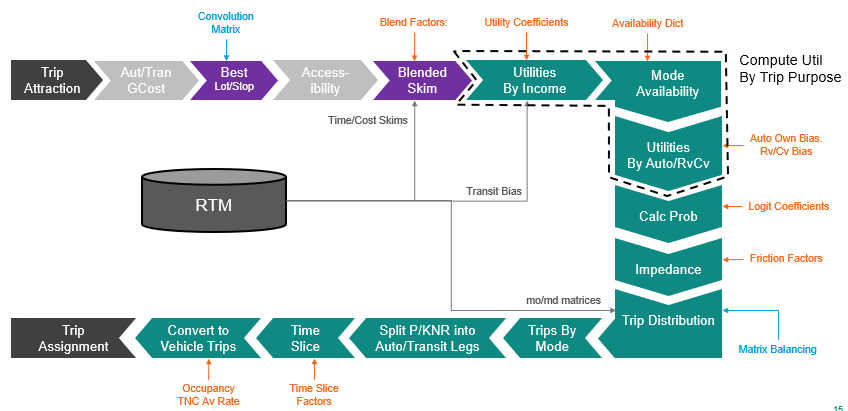 Convolution
Matrix
Blend Factors:
Utility Coefficients
Availability Dict
Compute Util
By Trip Purpose
Trip
Attraction
Aut/Tran
GCost
Best
Lot/Stop
Access-
ibility
Blended
Skim
Utilities
By Income
Mode
Availability
Time/Cost Skims
Utilities
By Auto/RvCv
Auto Own Bias.
Rv/Cv Bias
RTM
Transit Bias
Calc Prob
Logit Coefficients
Impedance
Friction Factors
mo/md matrices
Trip Distribution
Matrix Balancing
Trip
Assignment
Convert to
Vehicle Trips
Time
Slice
Split P/KNR into
Auto/Transit Legs
Trips By
Mode
Occupancy
TNC Av Rate
Time Slice
Factors
15